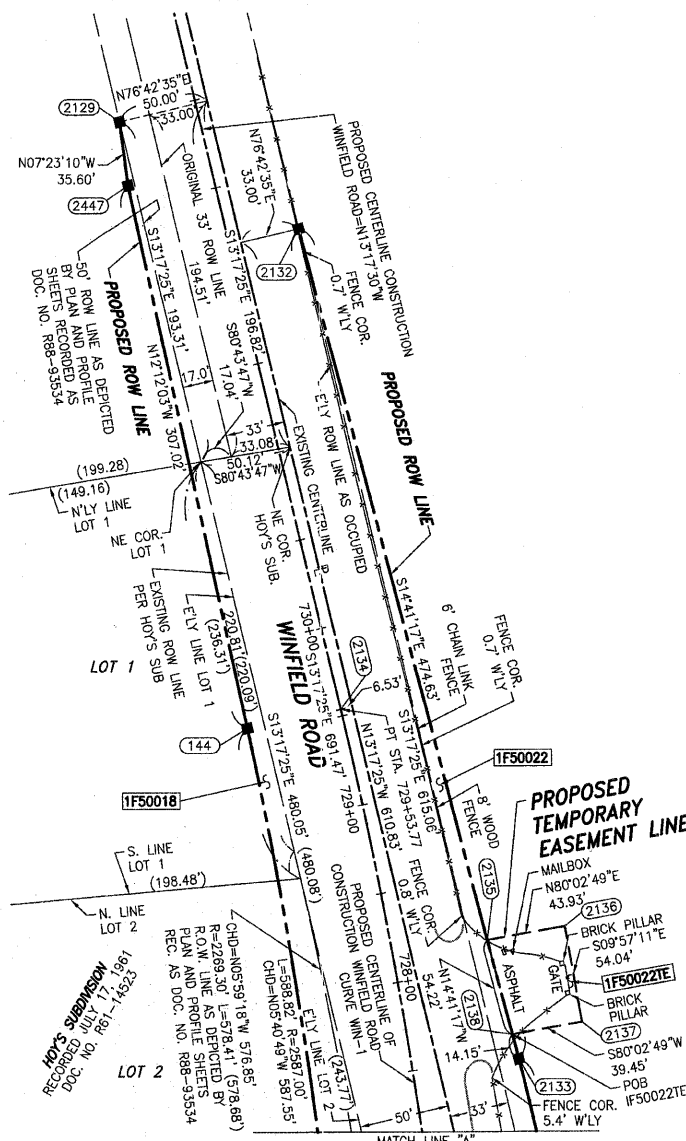 N76°42'35"E
50.00'
33.00'
2129
N07°23'10"W
35.60'
2447
ORIGINAL 33' ROW LINE
194.51'
PROPOSED CENTERLINE CONSTRUCTION
WINFIELD ROAD=N13°17'30"W
N76°42'35"E
33.00'
2132
FENCE COR.
0.7' W'LY
50' ROW LINE AS DEPICTED
BY PLAN AND PROFILE
SHEETS RECORDED AS
DOC. NO. R88-93534
PROPOSED ROW LINE
S13°17'25"E 193.31'
N12°12'03"W 307.02'
17.0'
S13°17'25"E 196.82'
S80°43'47"W
17.04'
33'
33.08
50.12'
S80°43'47"W
EXISTING CENTERLINE
E'LY ROW LINE AS OCCUPIED
PROPOSED ROW LINE
(199.28)
(149.16)
N'LY LINE
LOT 1
NE COR.
LOT 1
NE COR.
HOY'S SUB.
EXISTING ROW LINE
PER HOY'S SUB
E'LY LINE LOT 1
(236.31')
220.81'(220.09')
LOT 1
WINFIELD ROAD
730+00
S13°17'25"E 691.47'
729+00
2134
6.53'
PT STA. 729+53.77
N13°17'25"W 610.83'
S14°41'17"E 474.63'
6' CHAIN LINK
FENCE
FENCE COR.
0.7' W'LY
S13°17'25"E 615.06'
1F50022
8' WOOD
FENCE
144
1F50018
S13°17'25"E 480.05'
(480.08')
S. LINE
LOT 1
(198.48')
N. LINE
LOT 2
PROPOSED
TEMPORARY
EASEMENT LINE
MAILBOX
N80°02'49"E
43.93'
2135
2136
BRICK PILLAR
S09°57'11"E
54.04'
1F50022TE
BRICK
PILLAR
GATE
ASPHALT
2137
2138
S80°02'49"W
39.45'
POB
IF50022TE
2133
FENCE COR.
5.4' W'LY
14.15'
FENCE COR.
0.8' W'LY
N14°41'17"W
54.22'
728+00
PROPOSED CENTERLINE OF
CONSTRUCTION WINFIELD ROAD
CURVE WIN-1
HOY'S SUBDIVISION
RECORDED JULY 17, 1961
DOC. NO. R61-14523
LOT 2
CHD=N05°59'18"W 576.85'
R=2269.30' L=578.41' (578.68')
R.O.W. LINE AS DEPICTED BY
PLAN AND PROFILE SHEETS
REC. AS DOC. NO. R88-93534
L=588.82' R=2587.00'
CHD=N05°40'49"W 587.55'
E'LY LINE LOT 2
(243.77')
50'
33'
MATCH LINE "A"